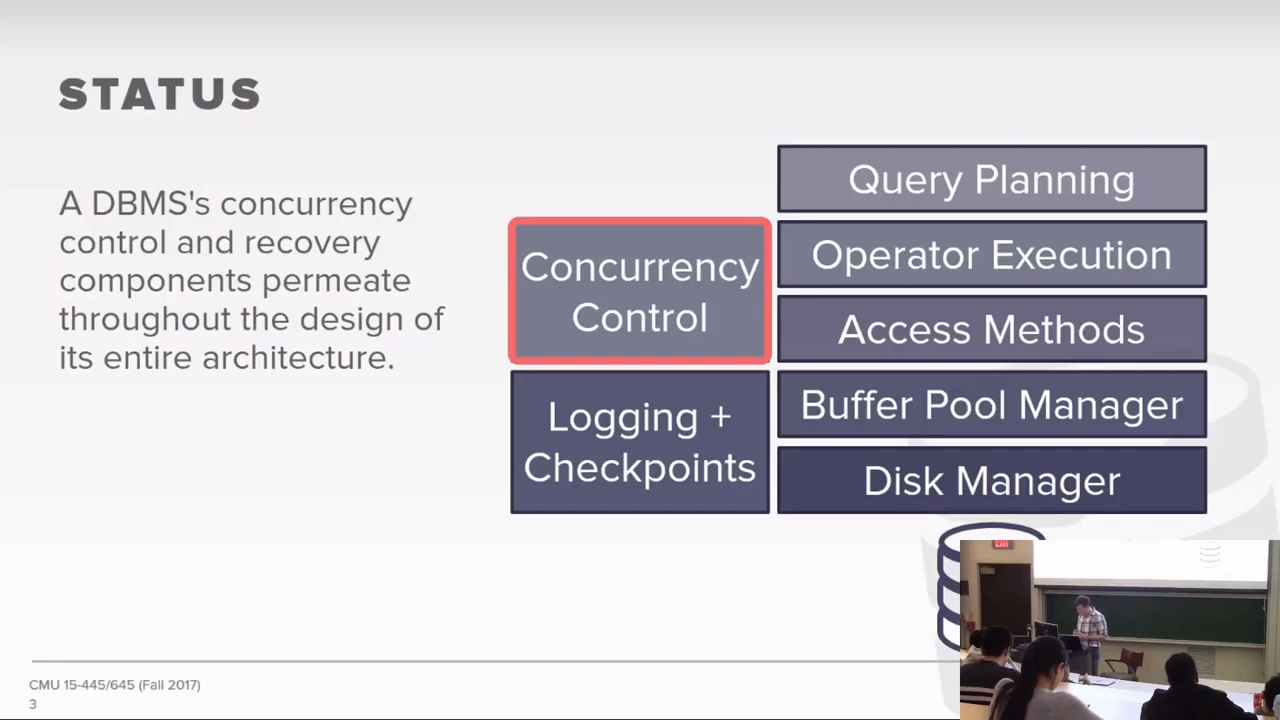 STATUS
A DBMS's concurrency
control and recovery
components permeate
throughout the design of
its entire architecture.
Query Planning
Concurrency
Control
Operator Execution
Access Methods
Logging +
Checkpoints
Buffer Pool Manager
Disk Manager
EXIT
CMU 15-445/645 (Fall 2017)
3